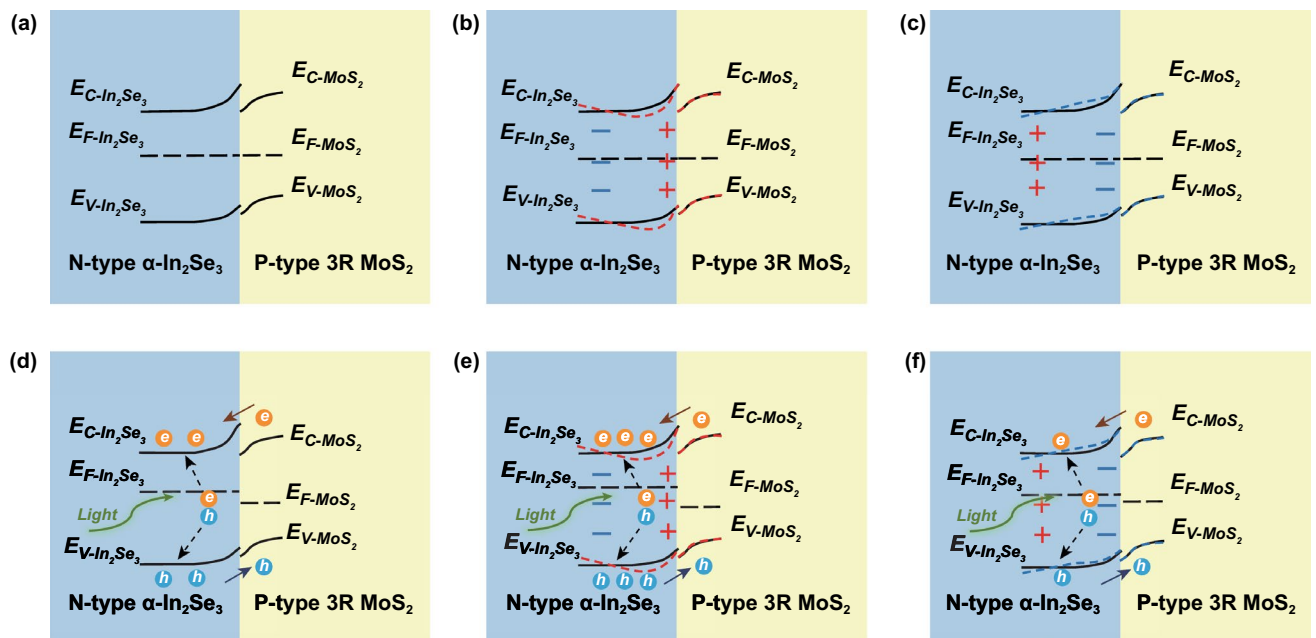 (a)
E_C-In₂Se₃
E_C-MoS₂
E_F-In₂Se₃
E_F-MoS₂
E_V-In₂Se₃
E_V-MoS₂
N-type α-In₂Se₃
P-type 3R MoS₂
(b)
E_C-In₂Se₃
E_C-MoS₂
E_F-In₂Se₃
E_F-MoS₂
E_V-In₂Se₃
E_V-MoS₂
− − −
+ + +
N-type α-In₂Se₃
P-type 3R MoS₂
(c)
E_C-In₂Se₃
E_C-MoS₂
E_F-In₂Se₃
E_F-MoS₂
E_V-In₂Se₃
E_V-MoS₂
+ + +
− − −
N-type α-In₂Se₃
P-type 3R MoS₂
(d)
e
E_C-In₂Se₃
e e
E_C-MoS₂
E_F-In₂Se₃
e
E_F-MoS₂
Light
h
E_V-In₂Se₃
E_V-MoS₂
h h
h
N-type α-In₂Se₃
P-type 3R MoS₂
(e)
e
E_C-In₂Se₃
e e e
E_C-MoS₂
E_F-In₂Se₃
− − −
+ + +
e
E_F-MoS₂
Light
h
E_V-In₂Se₃
E_V-MoS₂
h h h
h
N-type α-In₂Se₃
P-type 3R MoS₂
(f)
e
E_C-In₂Se₃
e
E_C-MoS₂
E_F-In₂Se₃
+ + +
− − −
e
E_F-MoS₂
Light
h
E_V-In₂Se₃
E_V-MoS₂
h
h
N-type α-In₂Se₃
P-type 3R MoS₂